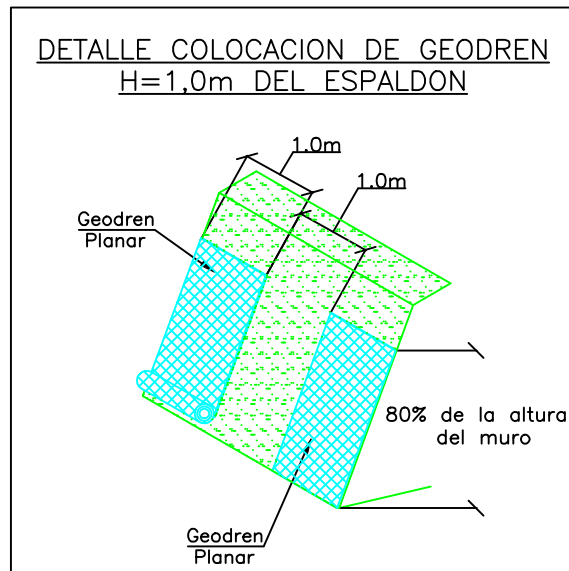 DETALLE COLOCACION DE GEODREN
H=1,0m DEL ESPALDON
1.0m
1.0m
Geodren
Planar
80% de la altura
del muro
Geodren
Planar